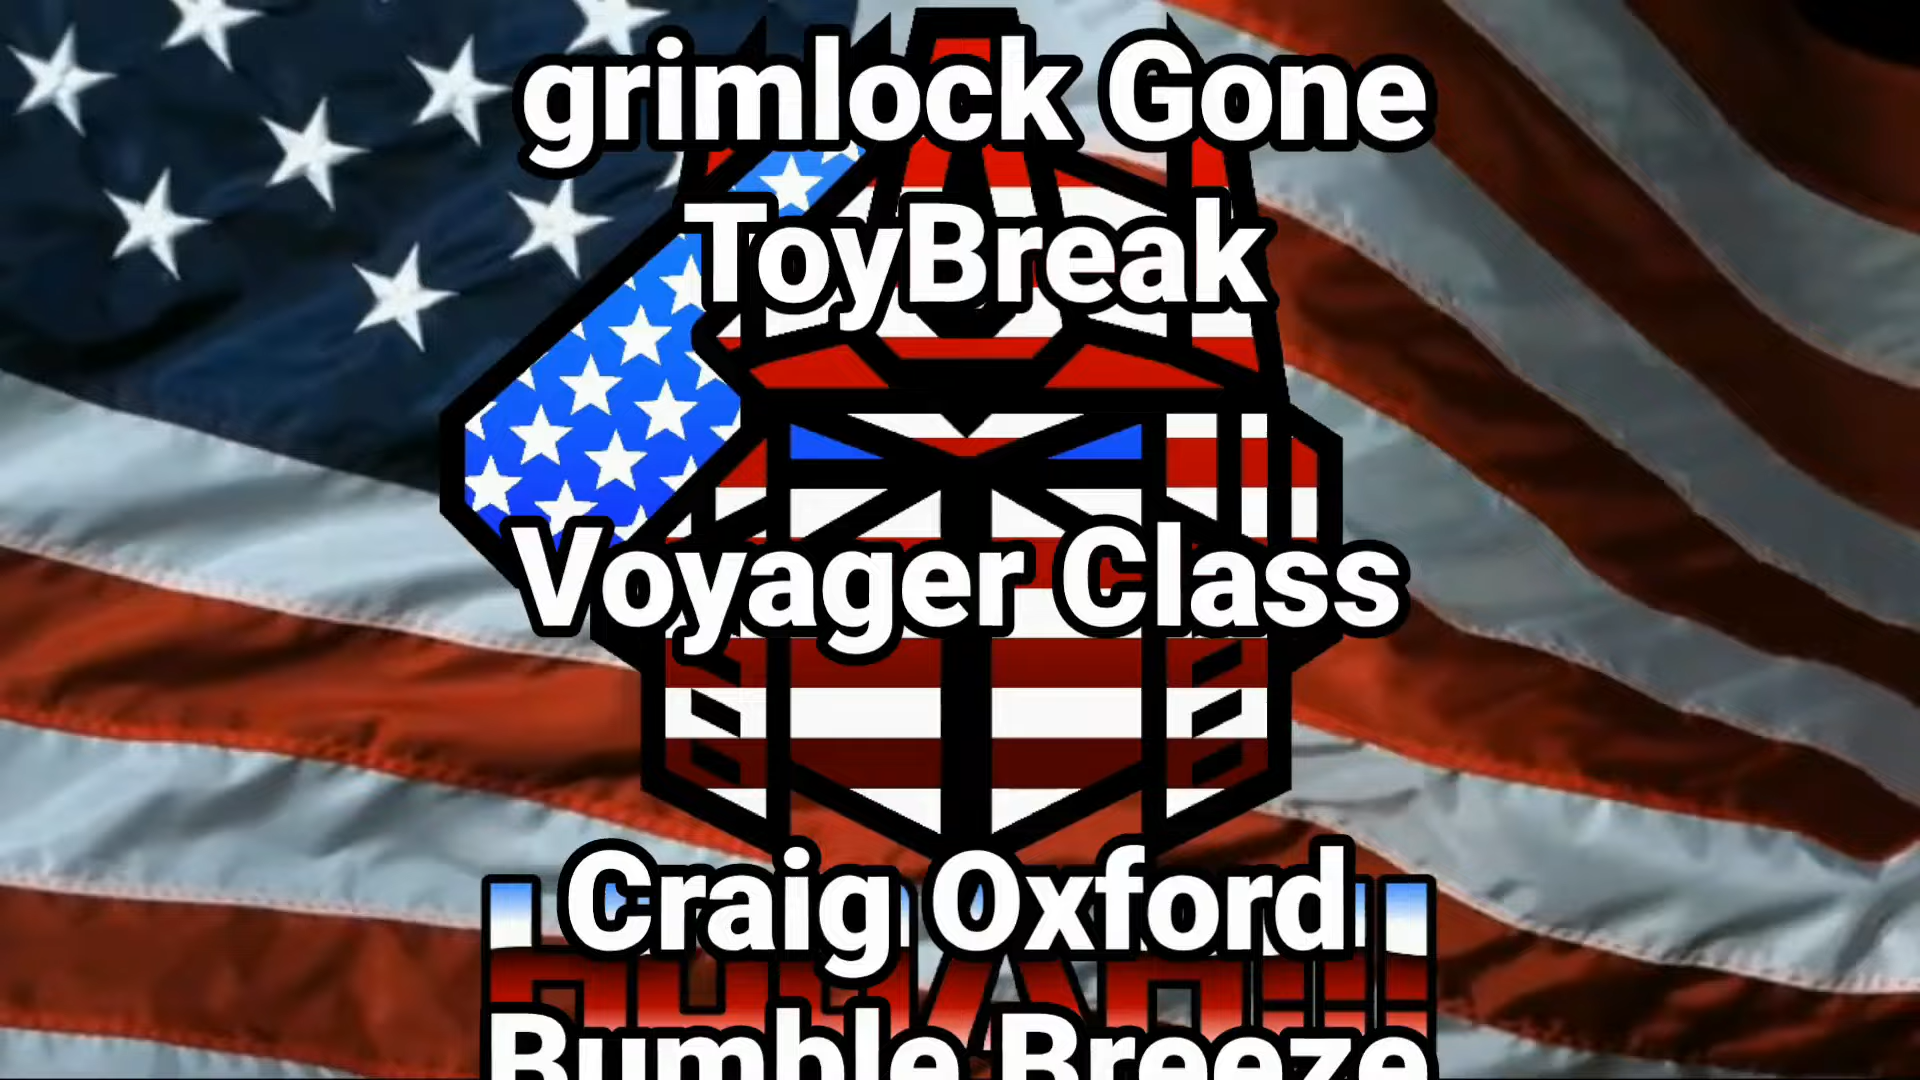 grimlock Gone
ToyBreak
Voyager Class
Craig Oxford
Bumble Breeze